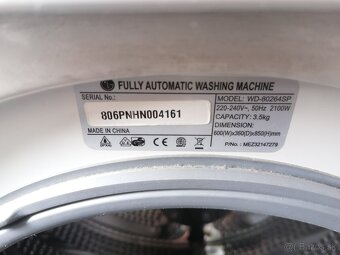 FULLY AUTOMATIC WASHING MACHINE
SERIAL No.:
806PNHN004161
MADE IN CHINA
MODEL: WD-80264SP
220-240V~, 50Hz 2100W
CAPACITY: 3.5kg
DIMENSION:
600(W)x360(D)x850(H)mm
P/No.: MEZ32147279